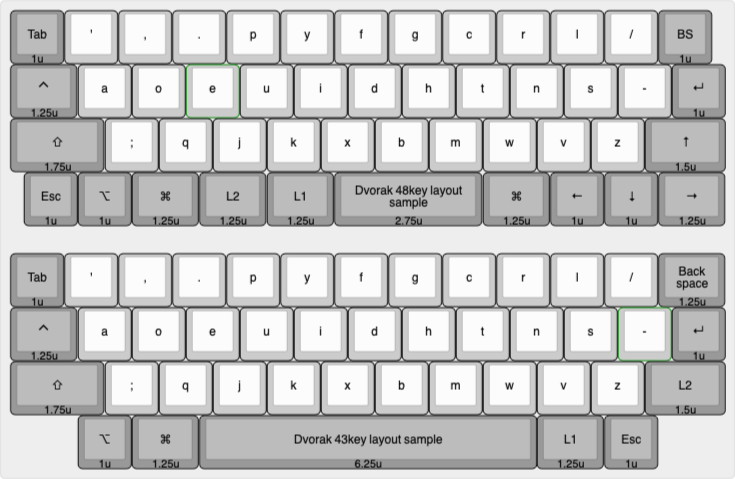 Tab ' , . p y f g c r l / BS
1u 1u
^ a o e u i d h t n s - ↵
1.25u 1u
⇧ ; q j k x b m w v z ↑
1.75u 1.5u
Esc ⌥ ⌘ L2 L1 Dvorak 48key layout ⌘ ← ↓ →
sample
1u 1u 1.25u 1.25u 1.25u 2.75u 1.25u 1u 1u 1.25u
Tab ' , . p y f g c r l / Back
space
1u 1.25u
^ a o e u i d h t n s - ↵
1.25u 1u
⇧ ; q j k x b m w v z L2
1.75u 1.5u
⌥ ⌘ Dvorak 43key layout sample L1 Esc
1u 1.25u 6.25u 1.25u 1u